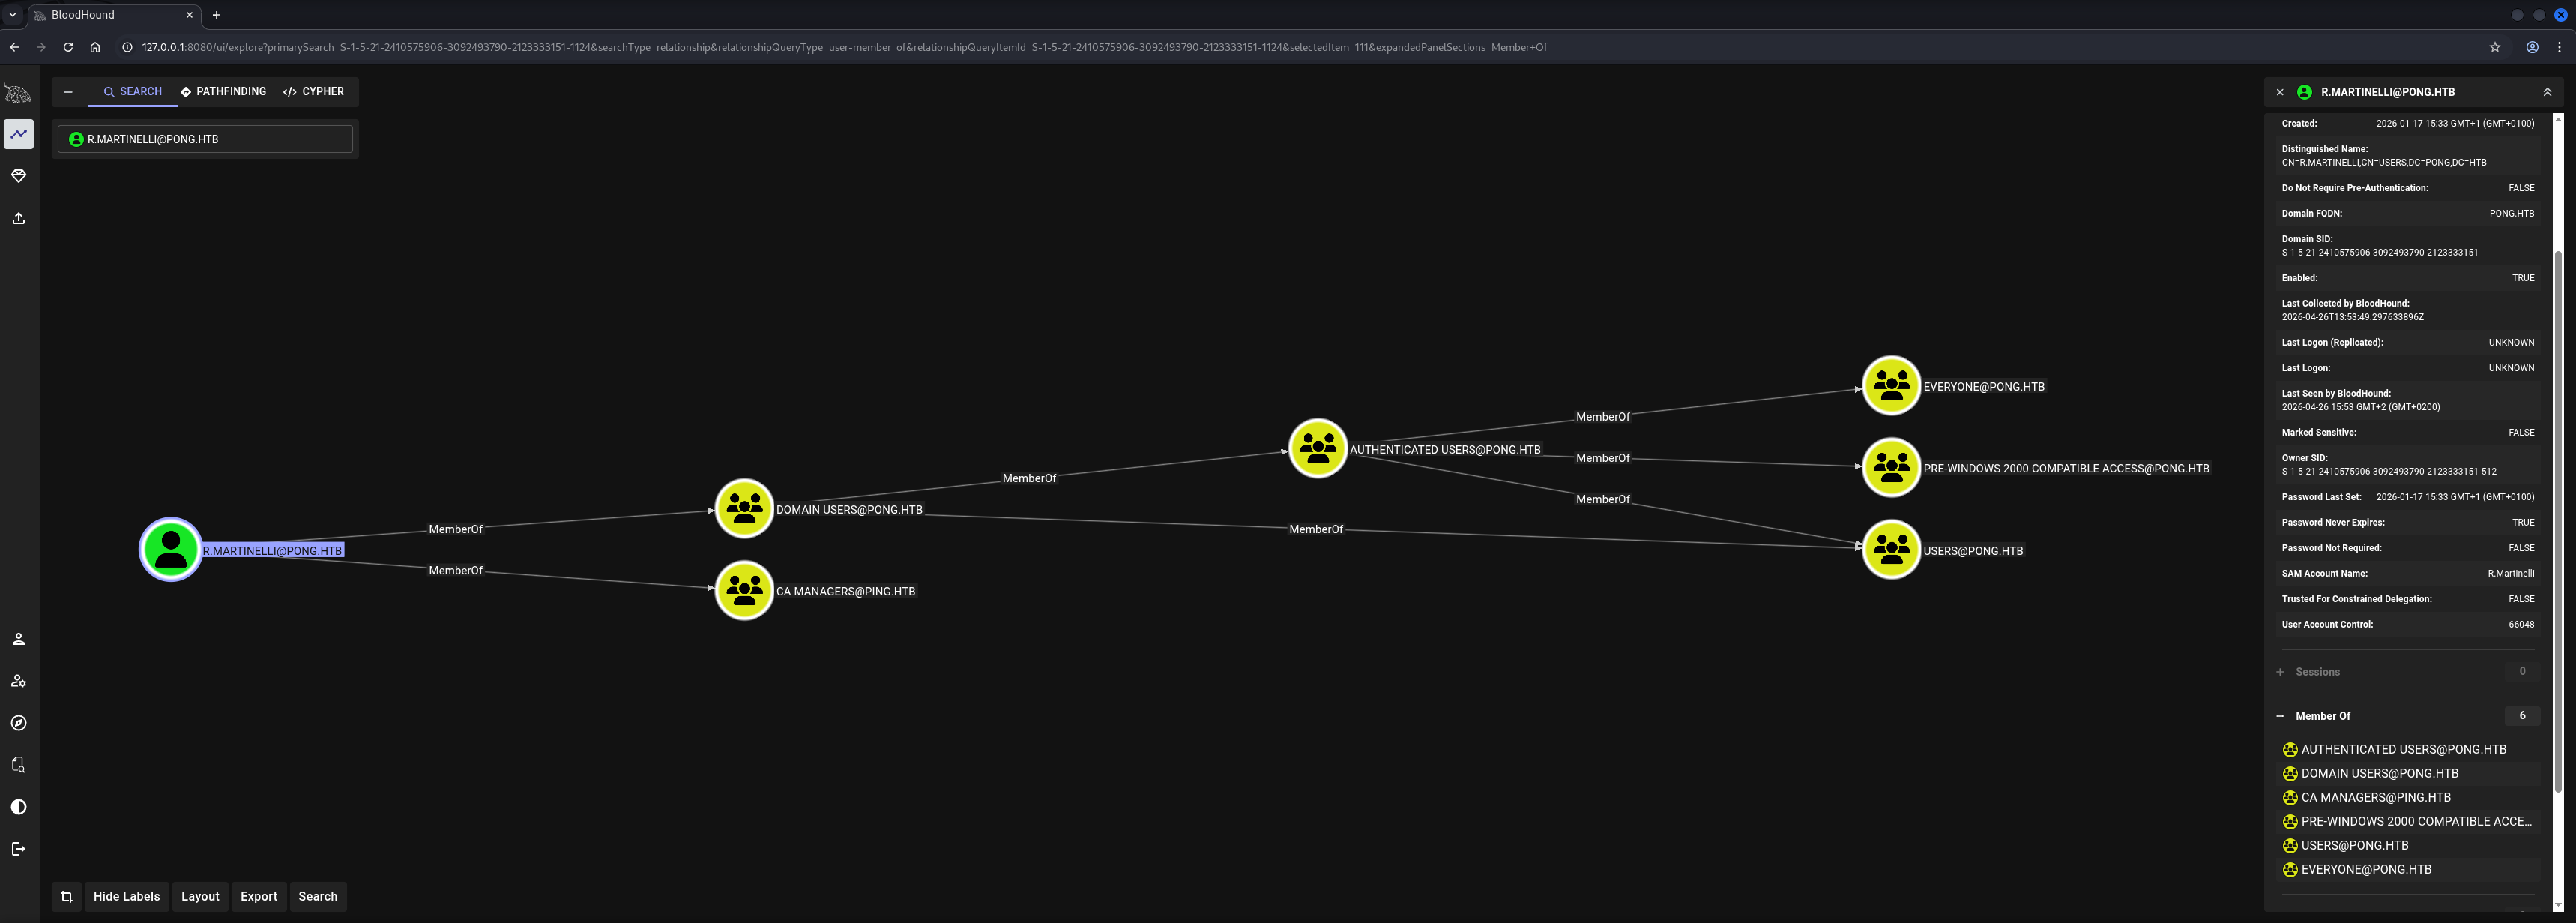 BloodHound
127.0.0.1:8080/ui/explore?primarySearch=S-1-5-21-2410575906-3092493790-2123333151-1124&searchType=relationship&relationshipQueryType=user-member_of&relationshipQueryItemId=S-1-5-21-2410575906-3092493790-2123333151-1124&selectedItem=111&expandedPanelSections=Member+Of
SEARCH PATHFINDING CYPHER
R.MARTINELLI@PONG.HTB
EVERYONE@PONG.HTB
MemberOf
AUTHENTICATED USERS@PONG.HTB
MemberOf
PRE-WINDOWS 2000 COMPATIBLE ACCESS@PONG.HTB
MemberOf
MemberOf
DOMAIN USERS@PONG.HTB
MemberOf
MemberOf
R.MARTINELLI@PONG.HTB
USERS@PONG.HTB
MemberOf
CA MANAGERS@PING.HTB
Hide Labels Layout Export Search
R.MARTINELLI@PONG.HTB
Created: 2026-01-17 15:33 GMT+1 (GMT+0100)
Distinguished Name:
CN=R.MARTINELLI,CN=USERS,DC=PONG,DC=HTB
Do Not Require Pre-Authentication: FALSE
Domain FQDN: PONG.HTB
Domain SID:
S-1-5-21-2410575906-3092493790-2123333151
Enabled: TRUE
Last Collected by BloodHound:
2026-04-26T13:53:49.297633896Z
Last Logon (Replicated): UNKNOWN
Last Logon: UNKNOWN
Last Seen by BloodHound:
2026-04-26 15:53 GMT+2 (GMT+0200)
Marked Sensitive: FALSE
Owner SID:
S-1-5-21-2410575906-3092493790-2123333151-512
Password Last Set: 2026-01-17 15:33 GMT+1 (GMT+0100)
Password Never Expires: TRUE
Password Not Required: FALSE
SAM Account Name: R.Martinelli
Trusted For Constrained Delegation: FALSE
User Account Control: 66048
Sessions 0
Member Of 6
AUTHENTICATED USERS@PONG.HTB
DOMAIN USERS@PONG.HTB
CA MANAGERS@PING.HTB
PRE-WINDOWS 2000 COMPATIBLE ACCE...
USERS@PONG.HTB
EVERYONE@PONG.HTB